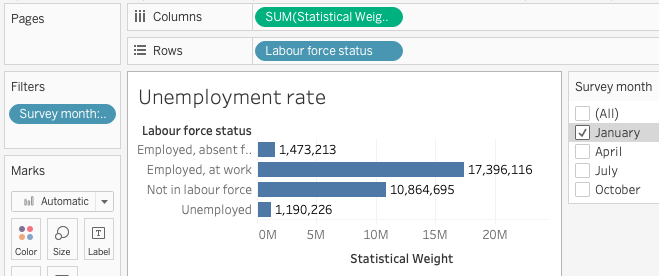 Pages
Columns
SUM(Statistical Weig..
Rows
Labour force status
Filters
Survey month:..
Marks
Automatic
Color
Size
Label
Unemployment rate
Labour force status
Employed, absent f..
1,473,213
Employed, at work
17,396,116
Not in labour force
10,864,695
Unemployed
1,190,226
0M 5M 10M 15M 20M
Statistical Weight
Survey month
(All)
January
April
July
October